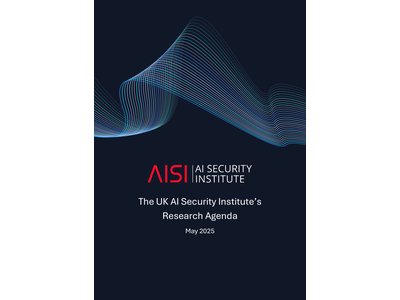 AISI | AI SECURITY
INSTITUTE
The UK AI Security Institute's
Research Agenda
May 2025